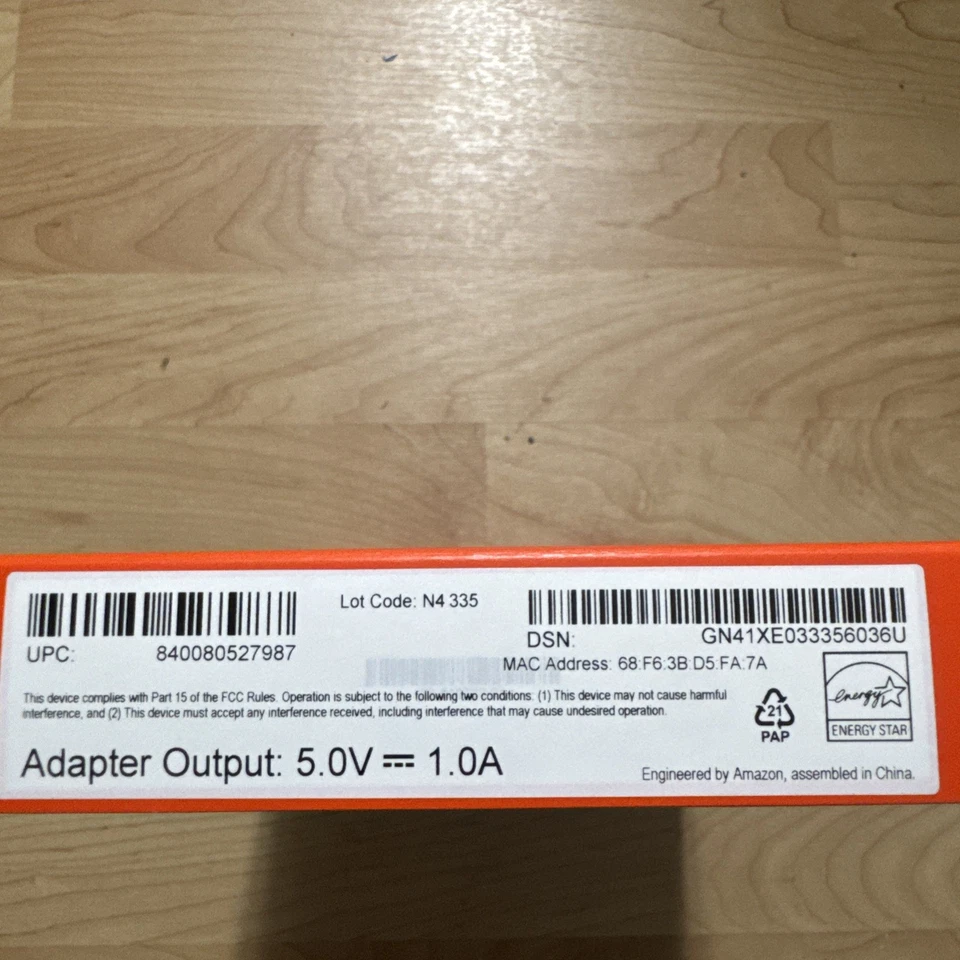 Lot Code: N4 335
UPC: 840080527987
DSN: GN41XE033356036U
MAC Address: 68:F6:3B:D5:FA:7A
This device complies with Part 15 of the FCC Rules. Operation is subject to the following two conditions: (1) This device may not cause harmful
interference, and (2) This device must accept any interference received, including interference that may cause undesired operation.
21
PAP
energy
ENERGY STAR
Adapter Output: 5.0V ⎓ 1.0A
Engineered by Amazon, assembled in China.